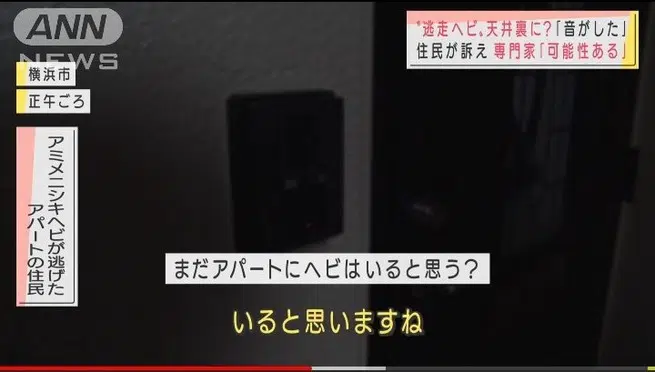 ANN
NEWS
"逃走ヘビ"天井裏に?「音がした」
住民が訴え 専門家「可能性ある」
横浜市
正午ごろ
アミメニシキヘビが逃げた
アパートの住民
まだアパートにヘビはいると思う?
いると思いますね